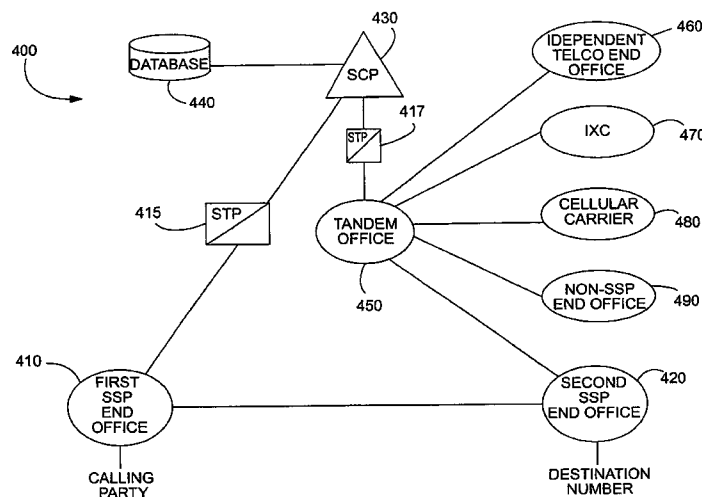 400
DATABASE
440
430
SCP
STP
417
415
STP
TANDEM
OFFICE
450
IDEPENDENT
TELCO END
OFFICE
460
IXC
470
CELLULAR
CARRIER
480
NON-SSP
END OFFICE
490
410
FIRST
SSP
END
OFFICE
CALLING
PARTY
SECOND
SSP
END OFFICE
420
DESTINATION
NUMBER